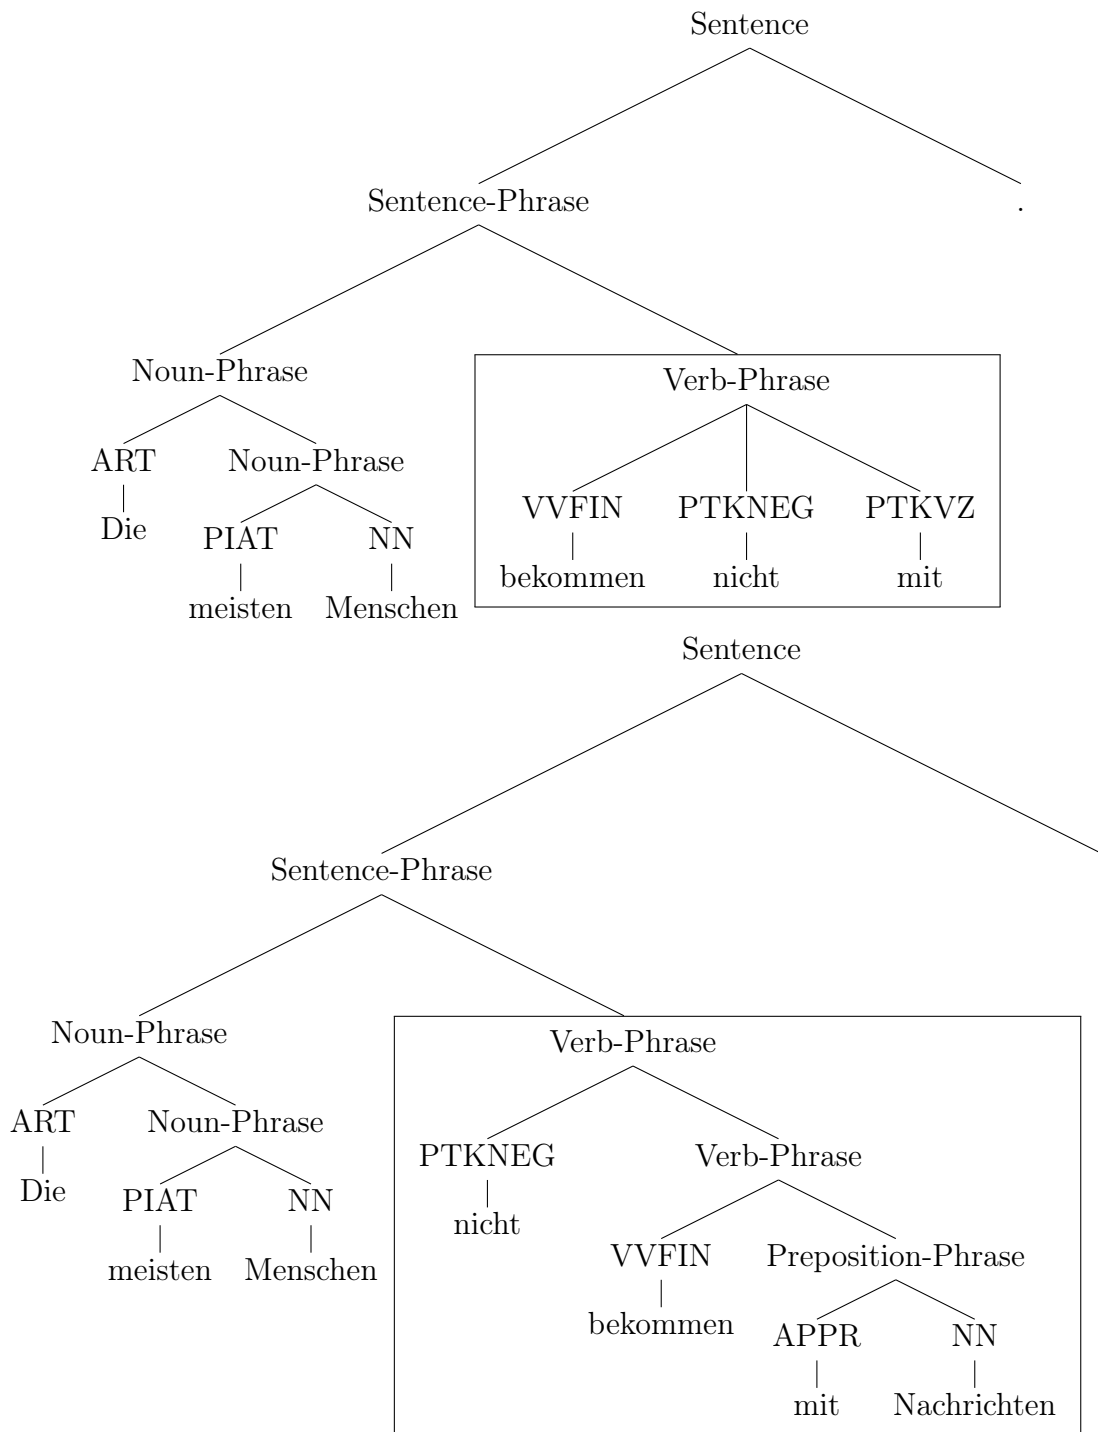 Sentence
Sentence-Phrase .
Noun-Phrase Verb-Phrase
ART Noun-Phrase
VVFIN PTKNEG PTKVZ
Die PIAT NN
bekommen nicht mit
meisten Menschen
Sentence
Sentence-Phrase
Noun-Phrase Verb-Phrase
ART Noun-Phrase
PTKNEG Verb-Phrase
Die PIAT NN
nicht
VVFIN Preposition-Phrase
meisten Menschen
bekommen APPR NN
mit Nachrichten